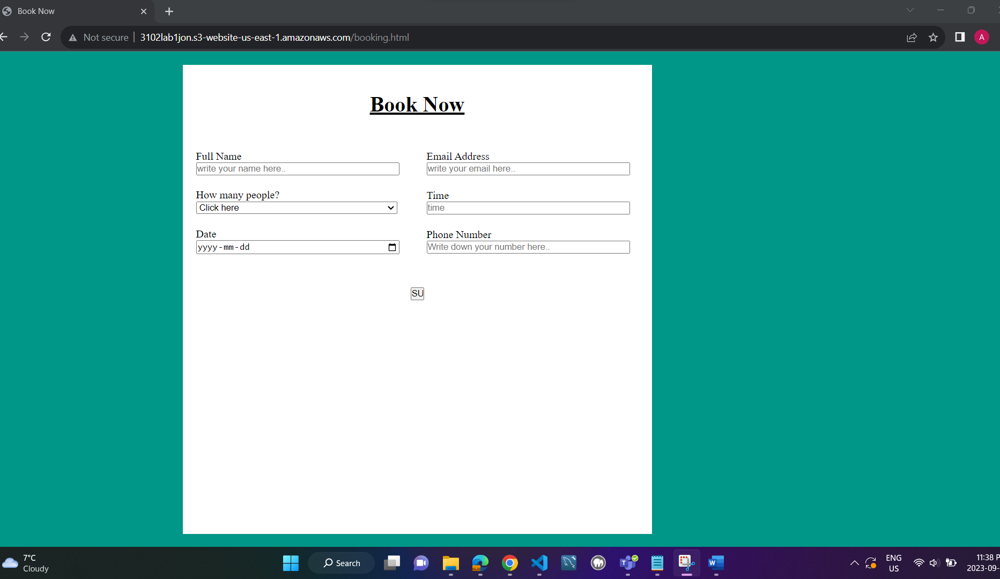 Book Now
Not secure | 3102lab1jon.s3-website-us-east-1.amazonaws.com/booking.html
A
Book Now
Full Name
Email Address
write your name here..
write your email here..
How many people?
Time
Click here
time
Date
Phone Number
yyyy-mm-dd
Write down your number here..
SU
7°C
Cloudy
Search
T
W
ENG
US
11:38 P
2023-09-